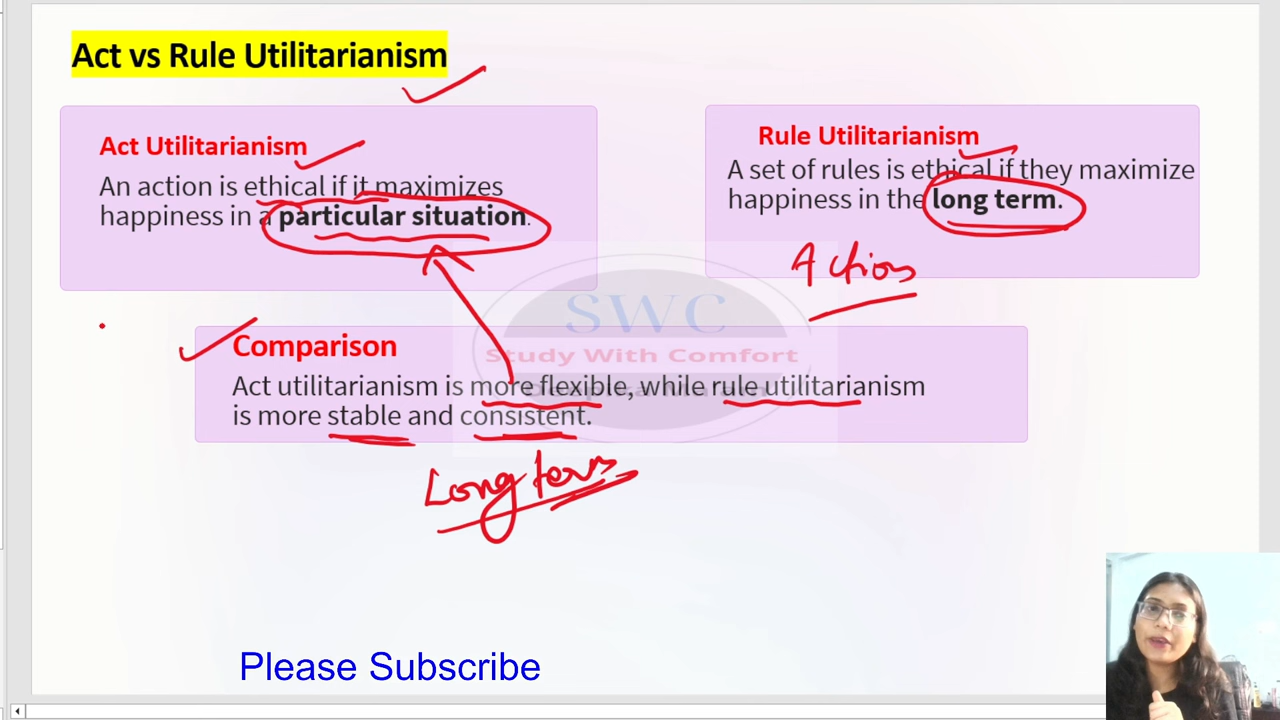 Act vs Rule Utilitarianism
Act Utilitarianism
An action is ethical if it maximizes
happiness in a particular situation.
Rule Utilitarianism
A set of rules is ethical if they maximize
happiness in the long term.
Action
SWC
Study With Comfort
Comparison
Act utilitarianism is more flexible, while rule utilitarianism
is more stable and consistent.
Long term
Please Subscribe